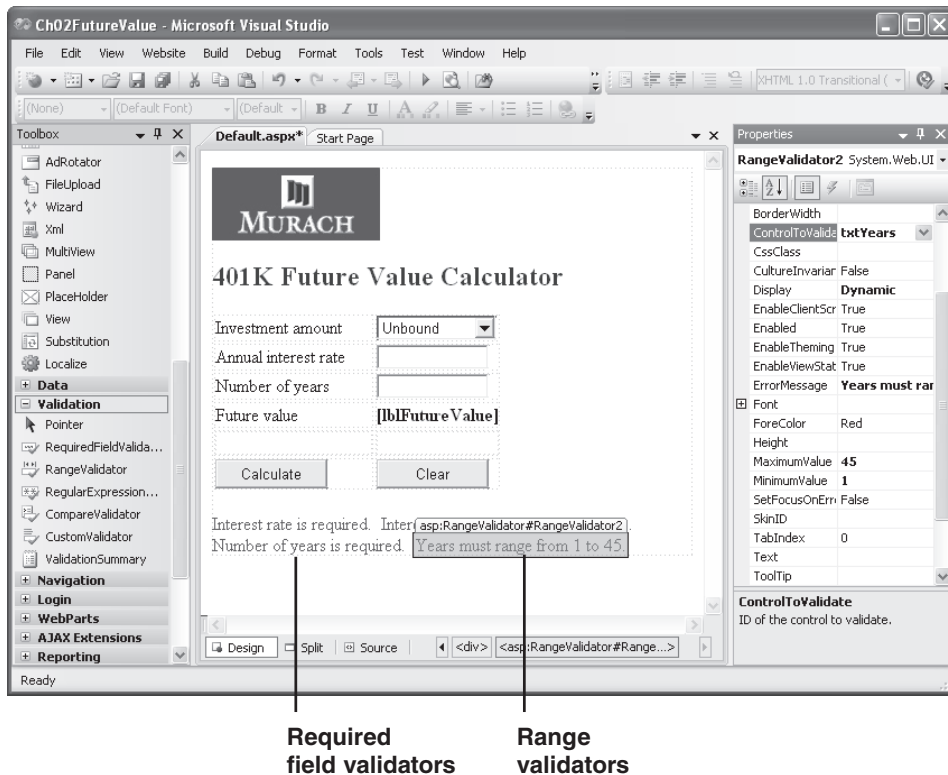 Ch02FutureValue - Microsoft Visual Studio
File Edit View Website Build Debug Format Tools Test Window Help
XHTML 1.0 Transitional (
(None) (Default Font) (Default B I U A
Toolbox
AdRotator
FileUpload
Wizard
Xml
MultiView
Panel
PlaceHolder
View
Substitution
Localize
Data
Validation
Pointer
RequiredFieldValida...
RangeValidator
RegularExpression...
CompareValidator
CustomValidator
ValidationSummary
Navigation
Login
WebParts
AJAX Extensions
Reporting
Default.aspx* Start Page
MURACH
401K Future Value Calculator
Investment amount Unbound
Annual interest rate
Number of years
Future value [lblFutureValue]
Calculate Clear
Interest rate is required. Inter asp:RangeValidator#RangeValidator2 .
Number of years is required. Years must range from 1 to 45.
Design Split Source <div> <asp:RangeValidator#Range...>
Properties
RangeValidator2 System.Web.UI
BorderWidth
ControlToValida txtYears
CssClass
CultureInvarian False
Display Dynamic
EnableClientScr True
Enabled True
EnableTheming True
EnableViewStat True
ErrorMessage Years must ran
Font
ForeColor Red
Height
MaximumValue 45
MinimumValue 1
SetFocusOnErr False
SkinID
TabIndex 0
Text
ToolTip
ControlToValidate
ID of the control to validate.
Ready
Required field validators
Range validators